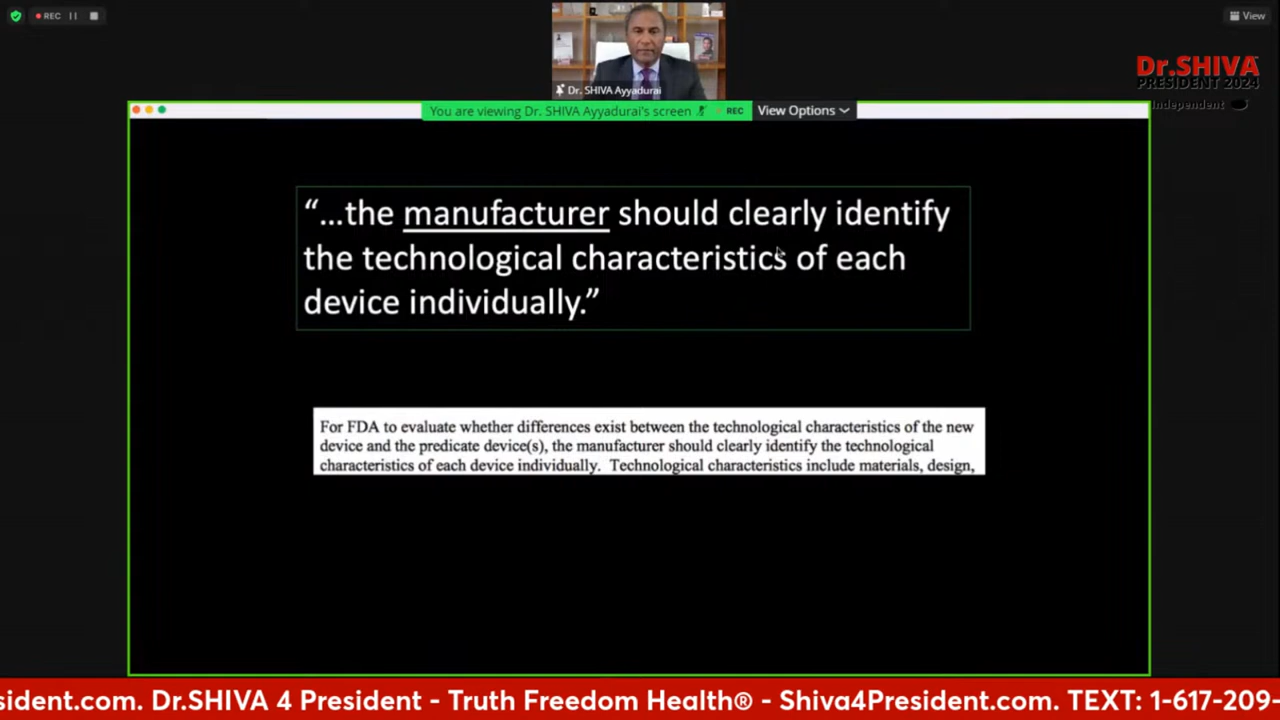 REC
View
Dr.SHIVA
PRESIDENT 2024
Independent
Dr. SHIVA Ayyadurai
You are viewing Dr. SHIVA Ayyadurai's screen
REC
View Options
“...the manufacturer should clearly identify
the technological characteristics of each
device individually.”
For FDA to evaluate whether differences exist between the technological characteristics of the new
device and the predicate device(s), the manufacturer should clearly identify the technological
characteristics of each device individually. Technological characteristics include materials, design,
sident.com. Dr.SHIVA 4 President - Truth Freedom Health® - Shiva4President.com. TEXT: 1-617-209-